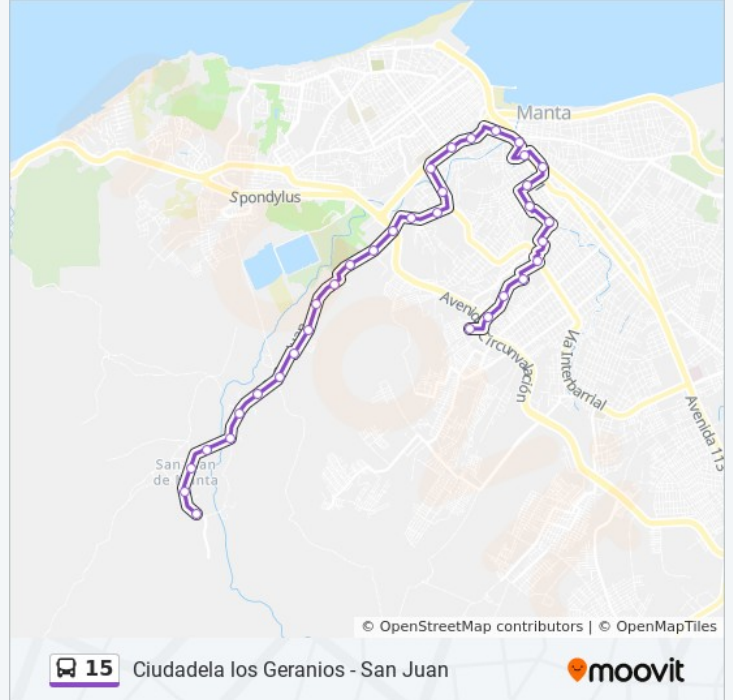 Manta
Spondylus
Avenida Circunvalación
Vía Interbarrial
Avenida 113
San Juan
de Manta
© OpenStreetMap contributors | © OpenMapTiles
15 Ciudadela los Geranios - San Juan moovit